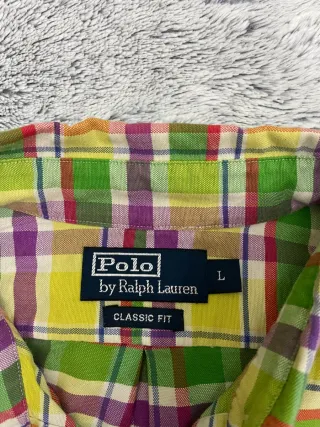 Polo
by Ralph Lauren
L
CLASSIC FIT